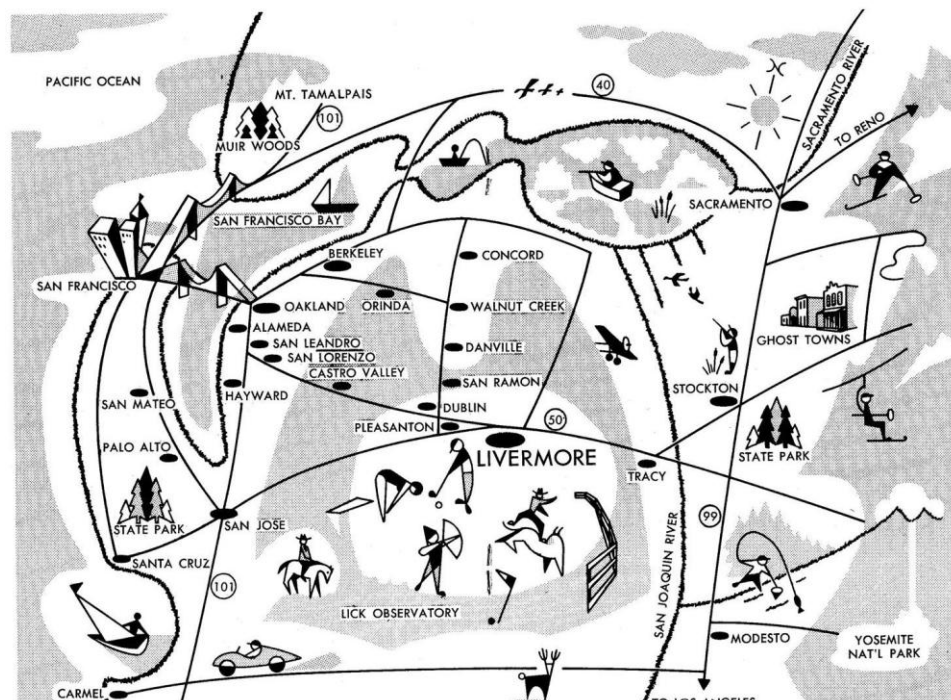 PACIFIC OCEAN
MT. TAMALPAIS
101
40
MUIR WOODS
SACRAMENTO RIVER
TO RENO
SAN FRANCISCO BAY
SACRAMENTO
SAN FRANCISCO
BERKELEY
CONCORD
OAKLAND
ORINDA
WALNUT CREEK
ALAMEDA
SAN LEANDRO
SAN LORENZO
DANVILLE
GHOST TOWNS
CASTRO VALLEY
SAN RAMON
SAN MATEO
HAYWARD
STOCKTON
DUBLIN
PLEASANTON
50
PALO ALTO
LIVERMORE
TRACY
STATE PARK
STATE PARK
SAN JOSE
99
SANTA CRUZ
101
LICK OBSERVATORY
SAN JOAQUIN RIVER
MODESTO
YOSEMITE
NAT'L PARK
CARMEL
TO LOS ANGELES